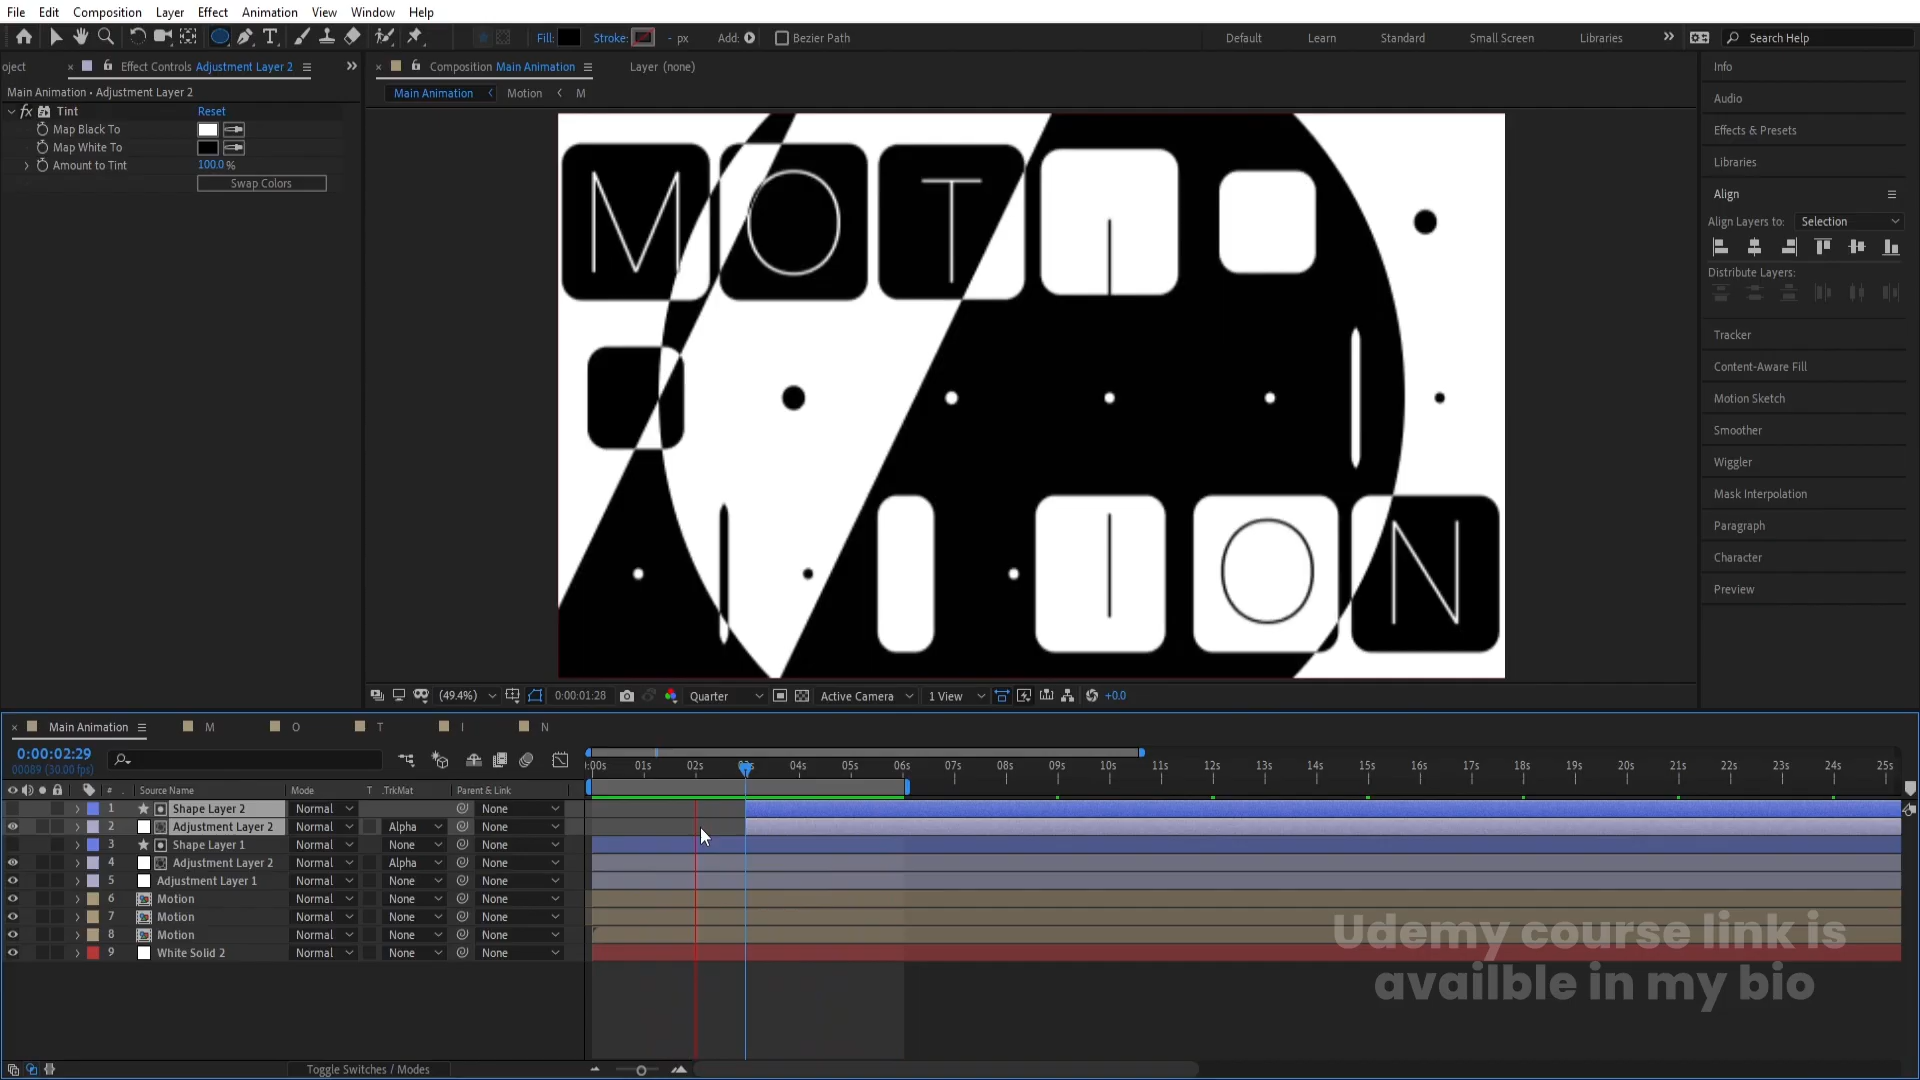 File Edit Composition Layer Effect Animation View Window Help
Fill: Stroke: - px Add: Bezier Path Default Learn Standard Small Screen Libraries Search Help
oject Effect Controls Adjustment Layer 2
Composition Main Animation Layer (none)
Main Animation Motion M
Main Animation • Adjustment Layer 2
fx Tint Reset
Map Black To
Map White To
Amount to Tint 100.0 %
Swap Colors
M O T
I O N
Info
Audio
Effects & Presets
Libraries
Align
Align Layers to: Selection
Distribute Layers:
Tracker
Content-Aware Fill
Motion Sketch
Smoother
Wiggler
Mask Interpolation
Paragraph
Character
Preview
(49.4%) 0:00:01:28 Quarter Active Camera 1 View +0.0
Main Animation M O T I N
0:00:02:29
00089 (30.00 fps)
:00s 01s 02s 04s 05s 06s 07s 08s 09s 10s 11s 12s 13s 14s 15s 16s 17s 18s 19s 20s 21s 22s 23s 24s 25s
# Source Name Mode T .TrkMat Parent & Link
1 Shape Layer 2 Normal None
2 Adjustment Layer 2 Normal Alpha None
3 Shape Layer 1 Normal None None
4 Adjustment Layer 2 Normal Alpha None
5 Adjustment Layer 1 Normal None None
6 Motion Normal None None
7 Motion Normal None None
8 Motion Normal None None
9 White Solid 2 Normal None None
Udemy course link is
availble in my bio
Toggle Switches / Modes